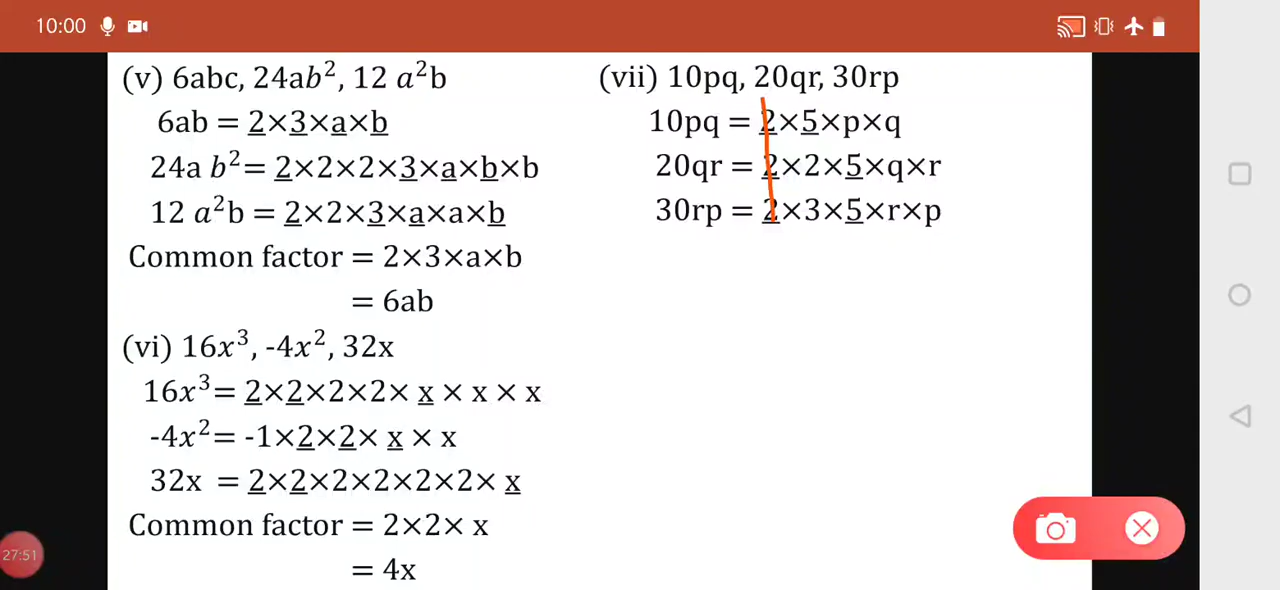 10:00
(v) 6abc, 24ab², 12 a²b
6ab = 2×3×a×b
24a b²= 2×2×2×3×a×b×b
12 a²b = 2×2×3×a×a×b
Common factor = 2×3×a×b
= 6ab
(vi) 16x³, -4x², 32x
16x³= 2×2×2×2× x × x × x
-4x²= -1×2×2× x × x
32x = 2×2×2×2×2×2× x
Common factor = 2×2× x
= 4x
(vii) 10pq, 20qr, 30rp
10pq = 2×5×p×q
20qr = 2×2×5×q×r
30rp = 2×3×5×r×p
27:51